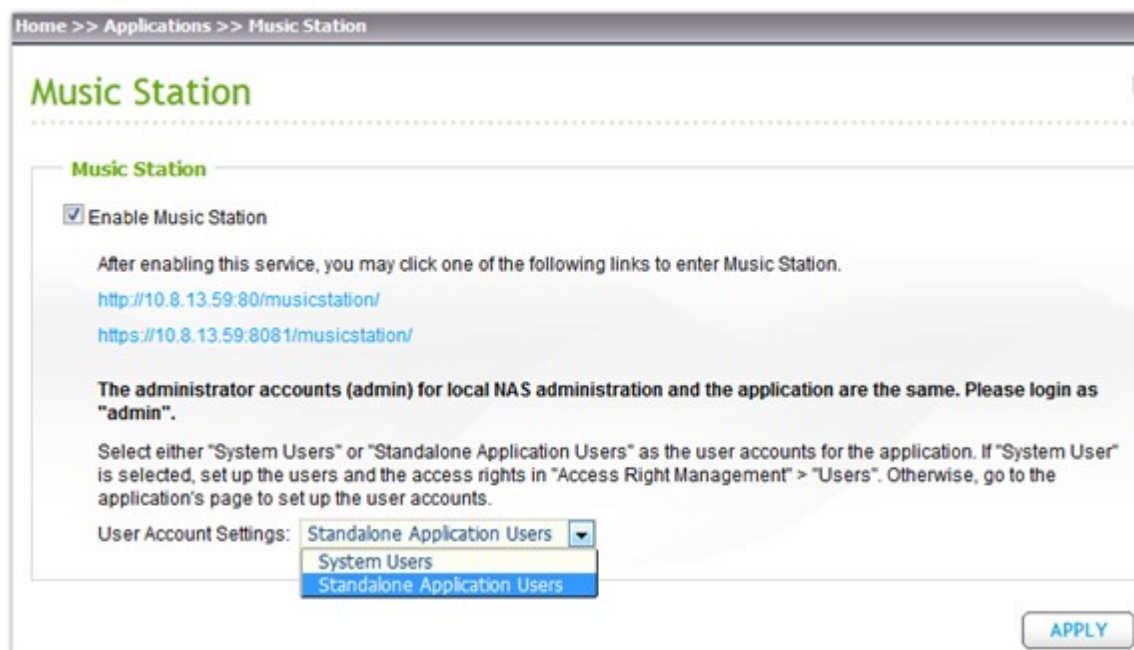 Home >> Applications >> Music Station
Music Station
Music Station
Enable Music Station
After enabling this service, you may click one of the following links to enter Music Station.
http://10.8.13.59:80/musicstation/
https://10.8.13.59:8081/musicstation/
The administrator accounts (admin) for local NAS administration and the application are the same. Please login as
"admin".
Select either "System Users" or "Standalone Application Users" as the user accounts for the application. If "System User"
is selected, set up the users and the access rights in "Access Right Management" > "Users". Otherwise, go to the
application's page to set up the user accounts.
User Account Settings: Standalone Application Users
System Users
Standalone Application Users
APPLY